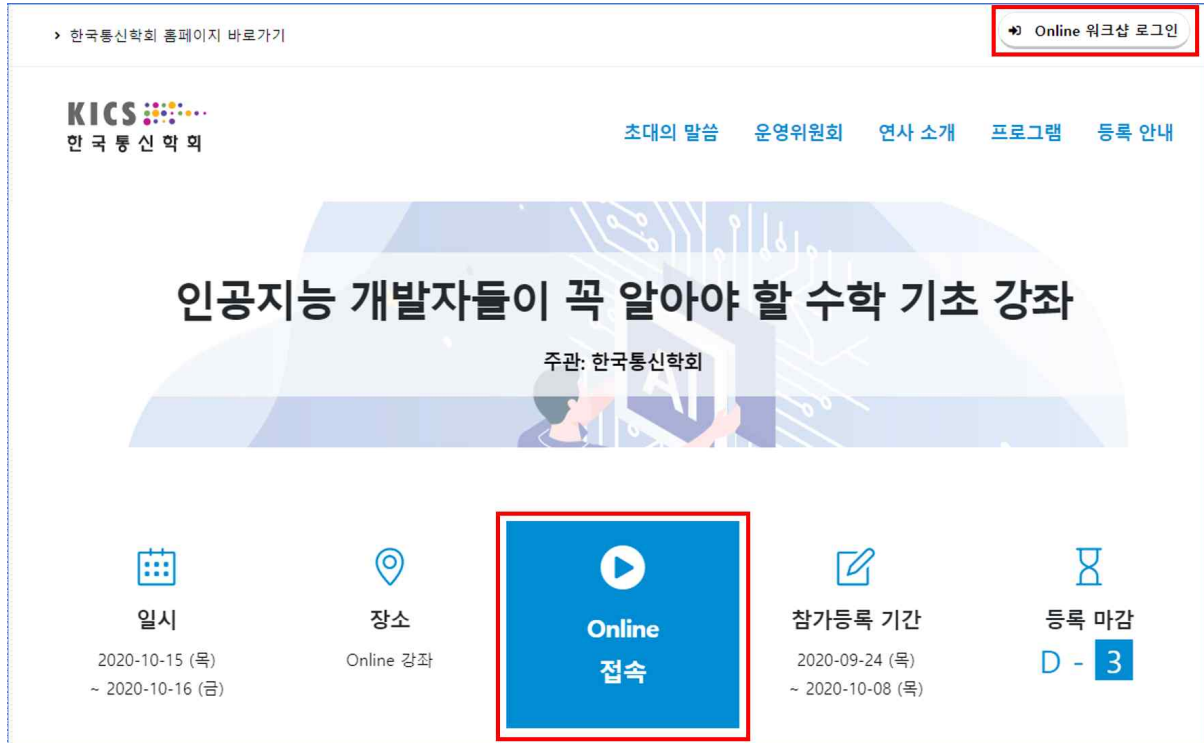 한국통신학회 홈페이지 바로가기
Online 워크샵 로그인
KICS
한국통신학회
초대의 말씀 운영위원회 연사 소개 프로그램 등록 안내
인공지능 개발자들이 꼭 알아야 할 수학 기초 강좌
주관: 한국통신학회
AI
일시
2020-10-15 (목)
~ 2020-10-16 (금)
장소
Online 강좌
Online
접속
참가등록 기간
2020-09-24 (목)
~ 2020-10-08 (목)
등록 마감
D - 3